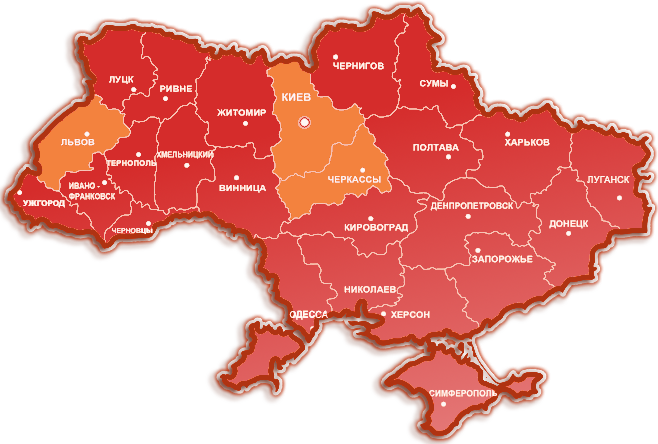 ЧЕРНИГОВ
ЛУЦК
РИВНЕ
СУМЫ
КИЕВ
ЖИТОМИР
ЛЬВОВ
ХАРЬКОВ
ПОЛТАВА
ТЕРНОПОЛЬ
ХМЕЛЬНИЦКИЙ
ЧЕРКАССЫ
ЛУГАНСК
ВИННИЦА
ИВАНО -
ФРАНКОВСК
УЖГОРОД
ДЕНПРОПЕТРОВСК
ДОНЕЦК
КИРОВОГРАД
ЧЕРНОВЦЫ
ЗАПОРОЖЬЕ
НИКОЛАЕВ
ОДЕССА
ХЕРСОН
СИМФЕРОПОЛЬ